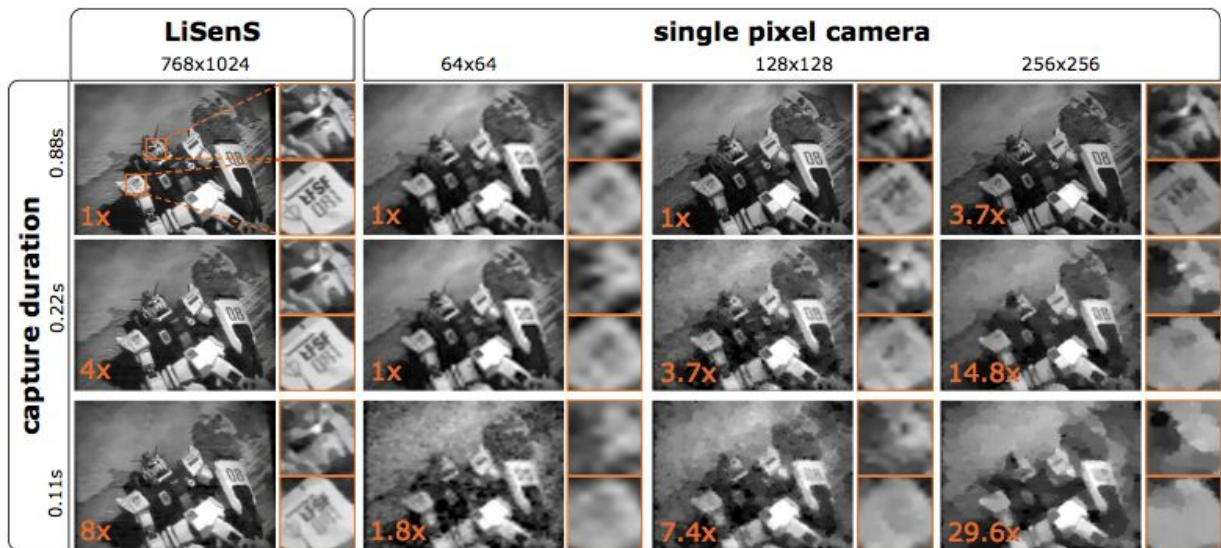 LiSenS
single pixel camera
768x1024
64x64
128x128
256x256
capture duration
0.88s
1x
1x
1x
3.7x
0.22s
4x
1x
3.7x
14.8x
0.11s
8x
1.8x
7.4x
29.6x